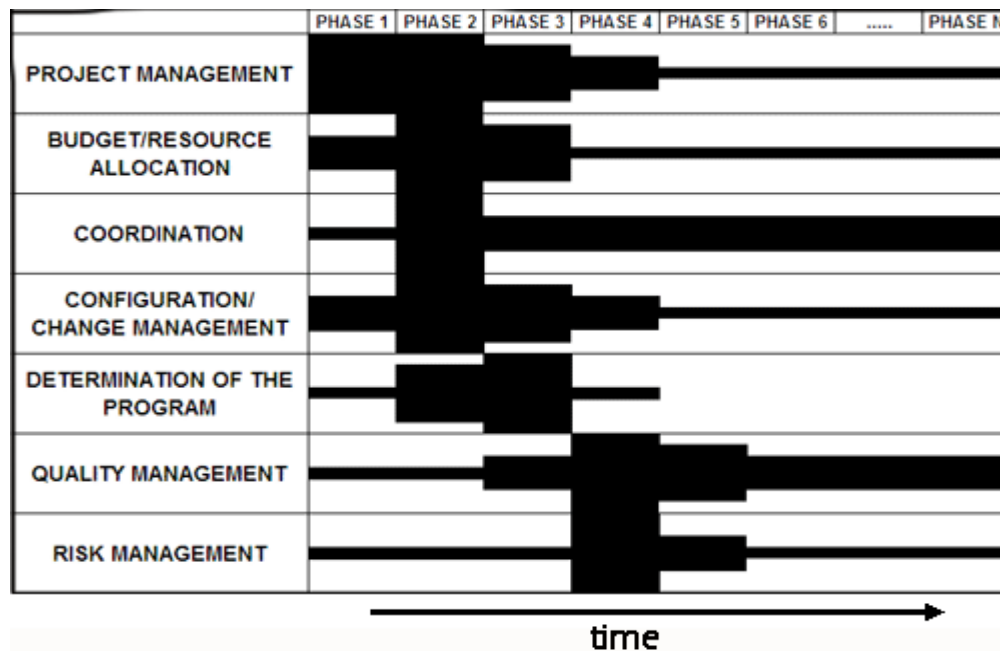 PHASE 1 PHASE 2 PHASE 3 PHASE 4 PHASE 5 PHASE 6 ..... PHASE N
PROJECT MANAGEMENT
BUDGET/RESOURCE
ALLOCATION
COORDINATION
CONFIGURATION/
CHANGE MANAGEMENT
DETERMINATION OF THE
PROGRAM
QUALITY MANAGEMENT
RISK MANAGEMENT
time